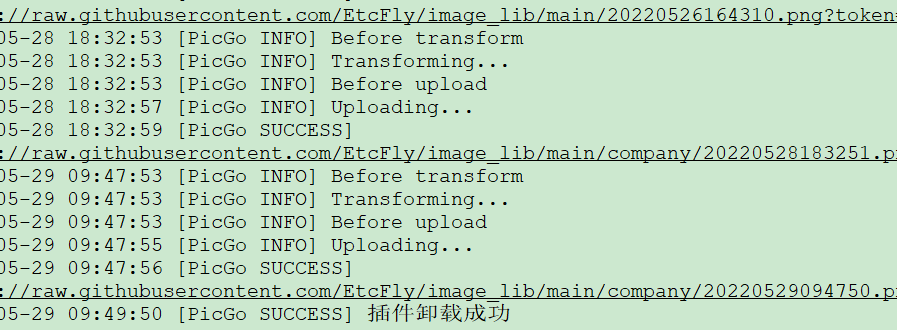 ://raw.githubusercontent.com/EtcFly/image_lib/main/20220526164310.png?token=
05-28 18:32:53 [PicGo INFO] Before transform
05-28 18:32:53 [PicGo INFO] Transforming...
05-28 18:32:53 [PicGo INFO] Before upload
05-28 18:32:57 [PicGo INFO] Uploading...
05-28 18:32:59 [PicGo SUCCESS]
://raw.githubusercontent.com/EtcFly/image_lib/main/company/20220528183251.p
05-29 09:47:53 [PicGo INFO] Before transform
05-29 09:47:53 [PicGo INFO] Transforming...
05-29 09:47:53 [PicGo INFO] Before upload
05-29 09:47:55 [PicGo INFO] Uploading...
05-29 09:47:56 [PicGo SUCCESS]
://raw.githubusercontent.com/EtcFly/image_lib/main/company/20220529094750.p
05-29 09:49:50 [PicGo SUCCESS] 插件卸载成功